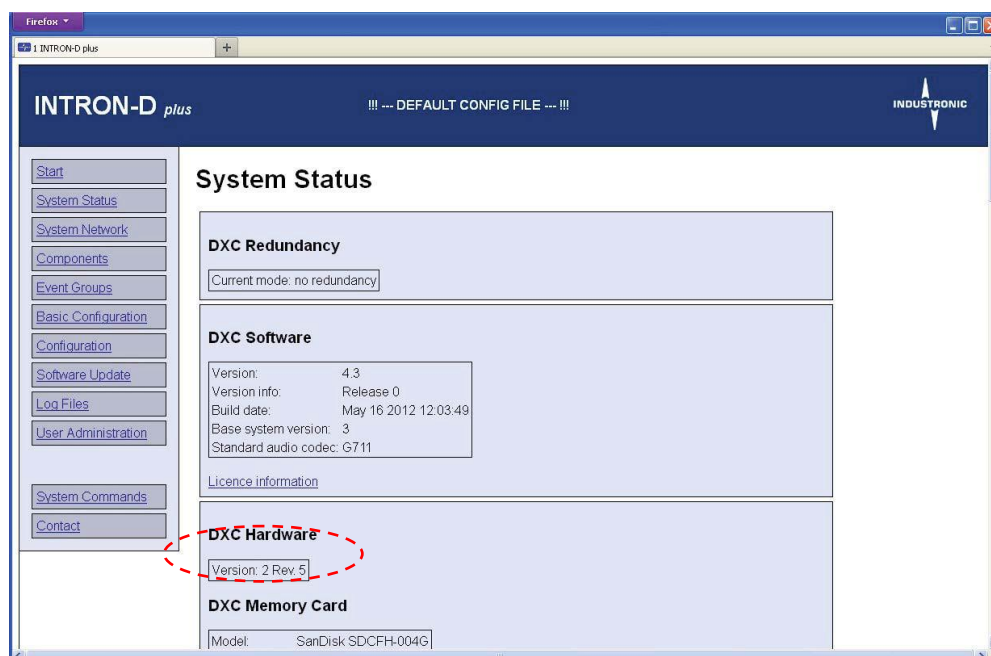 Firefox
1 INTRON-D plus
+
INTRON-D plus
!!! --- DEFAULT CONFIG FILE --- !!!
INDUSTRONIC
Start
System Status
System Network
Components
Event Groups
Basic Configuration
Configuration
Software Update
Log Files
User Administration
System Commands
Contact
System Status
DXC Redundancy
Current mode: no redundancy
DXC Software
Version: 4.3
Version info: Release 0
Build date: May 16 2012 12:03:49
Base system version: 3
Standard audio codec: G711
Licence information
DXC Hardware
Version: 2 Rev. 5
DXC Memory Card
Model: SanDisk SDCFH-004G